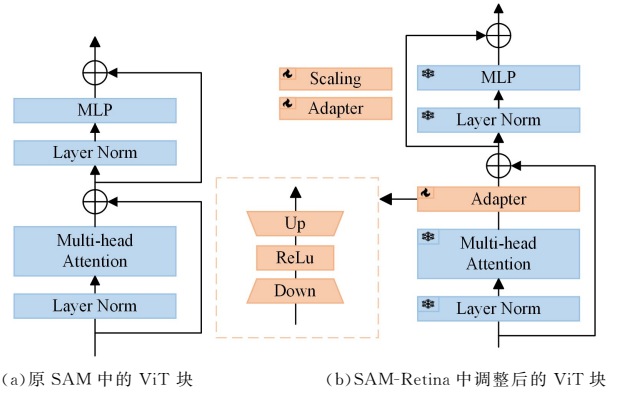 MLP
Layer Norm
Multi-head
Attention
Layer Norm
Scaling
Adapter
Up
ReLu
Down
MLP
Layer Norm
Adapter
Multi-head
Attention
Layer Norm
(a)原 SAM 中的 ViT 块
(b)SAM-Retina 中调整后的 ViT 块